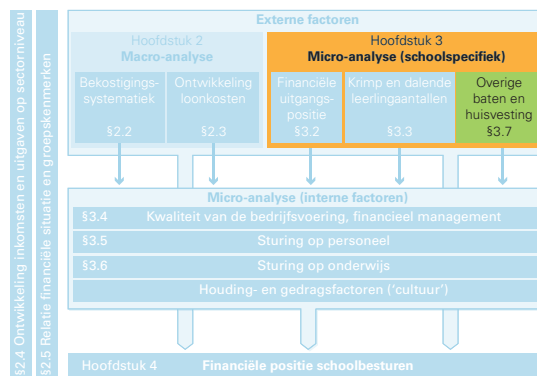 §2.4 Ontwikkeling inkomsten en uitgaven op sectorniveau
§2.5 Relatie financiële situatie en groepskenmerken
Externe factoren
Hoofdstuk 2
Macro-analyse
Bekostigings-
systematiek
§2.2
Ontwikkeling
loonkosten
§2.3
Hoofdstuk 3
Micro-analyse (schoolspecifiek)
Financiële
uitgangs-
positie
§3.2
Krimp en dalende
leerlingaantallen
§3.3
Overige
baten en
huisvesting
§3.7
Micro-analyse (interne factoren)
§3.4 Kwaliteit van de bedrijfsvoering, financieel management
§3.5 Sturing op personeel
§3.6 Sturing op onderwijs
Houding- en gedragsfactoren (‘cultuur’)
Hoofdstuk 4 Financiële positie schoolbesturen